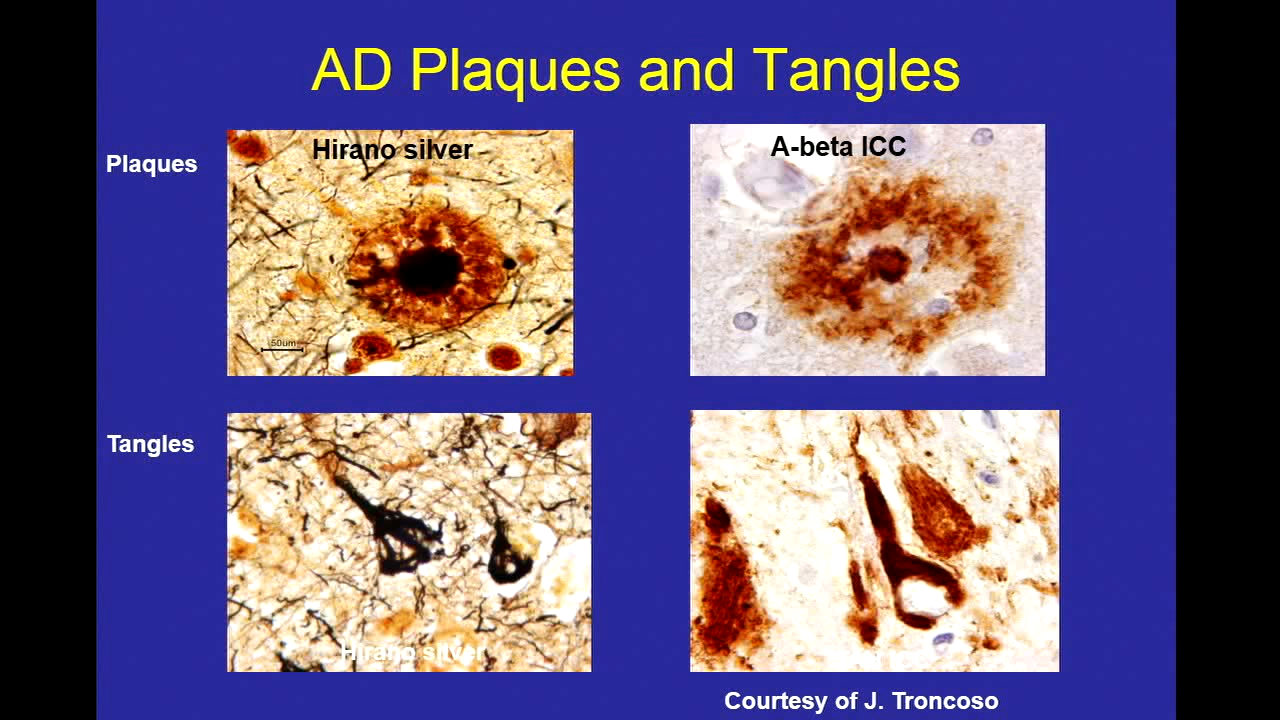 AD Plaques and Tangles
Plaques
Hirano silver
A-beta ICC
50um
Tangles
Hirano silver
Courtesy of J. Troncoso